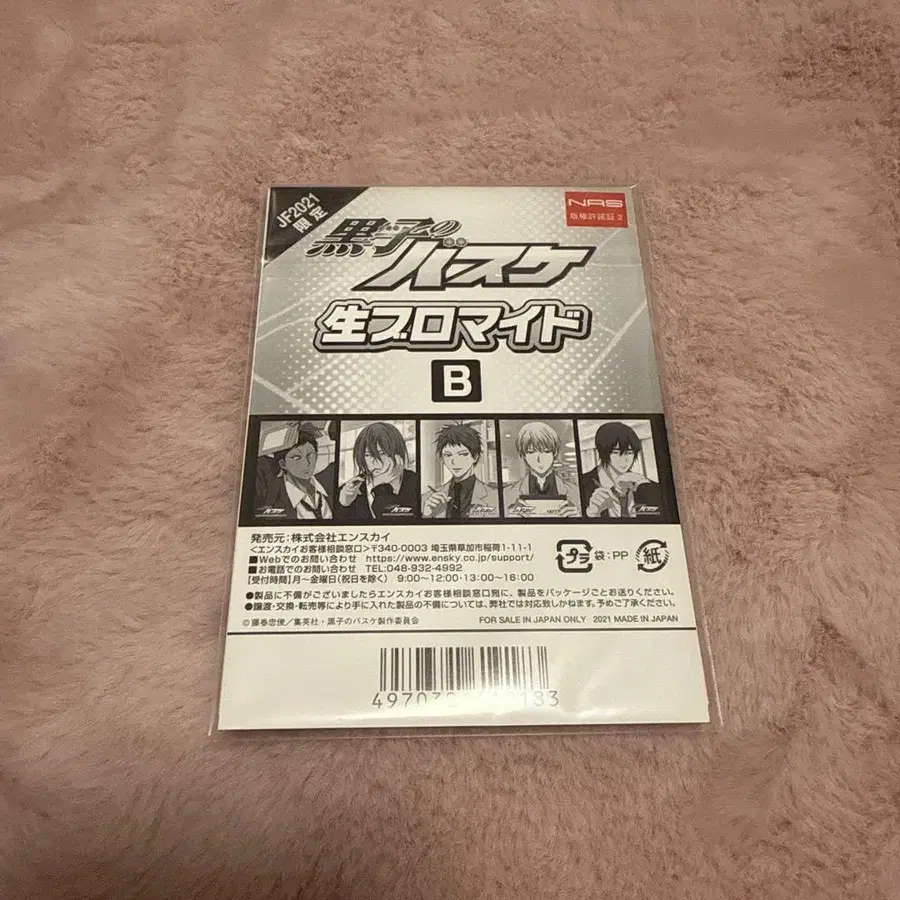 JF2021
限定
NAS
版権許諾証 2
黒子の
バスケ
生ブロマイド
B
発売元：株式会社エンスカイ
＜エンスカイお客様相談窓口＞〒340-0003 埼玉県草加市稲荷1-11-1
■Webでのお問い合わせ https://www.ensky.co.jp/support/
■お電話でのお問い合わせ TEL:048-932-4992
【受付時間】月〜金曜日(祝日を除く) 9:00〜12:00・13:00〜16:00
プラ 袋：PP 紙
●製品に不備がございましたらエンスカイお客様相談窓口宛に、製品をパッケージごとお送りください。
●譲渡・交換・転売等により手に入れた製品の不備については、弊社では対応致しかねます。予めご了承ください。
© 藤巻忠俊／集英社・黒子のバスケ製作委員会 FOR SALE IN JAPAN ONLY 2021 MADE IN JAPAN